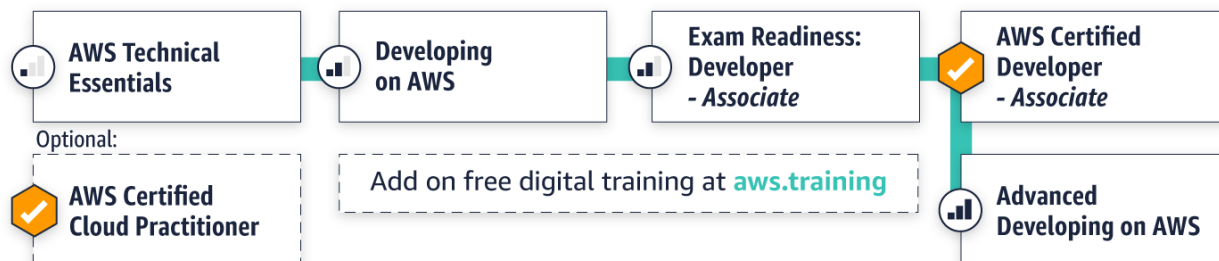 AWS Technical
Essentials
Developing
on AWS
Exam Readiness:
Developer
- Associate
AWS Certified
Developer
- Associate
Optional:
AWS Certified
Cloud Practitioner
Add on free digital training at aws.training
Advanced
Developing on AWS